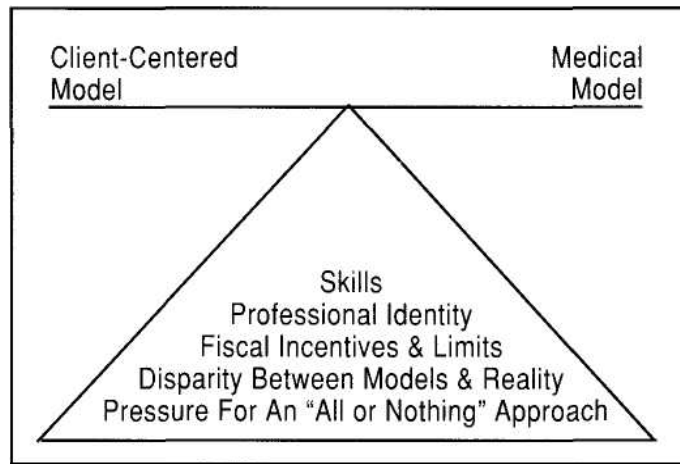 Client-Centered
Model
Medical
Model
Skills
Professional Identity
Fiscal Incentives & Limits
Disparity Between Models & Reality
Pressure For An “All or Nothing” Approach